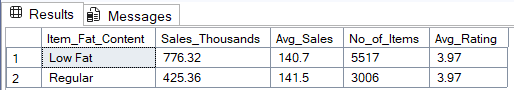 Results Messages
Item_Fat_Content Sales_Thousands Avg_Sales No_of_Items Avg_Rating
1 Low Fat 776.32 140.7 5517 3.97
2 Regular 425.36 141.5 3006 3.97